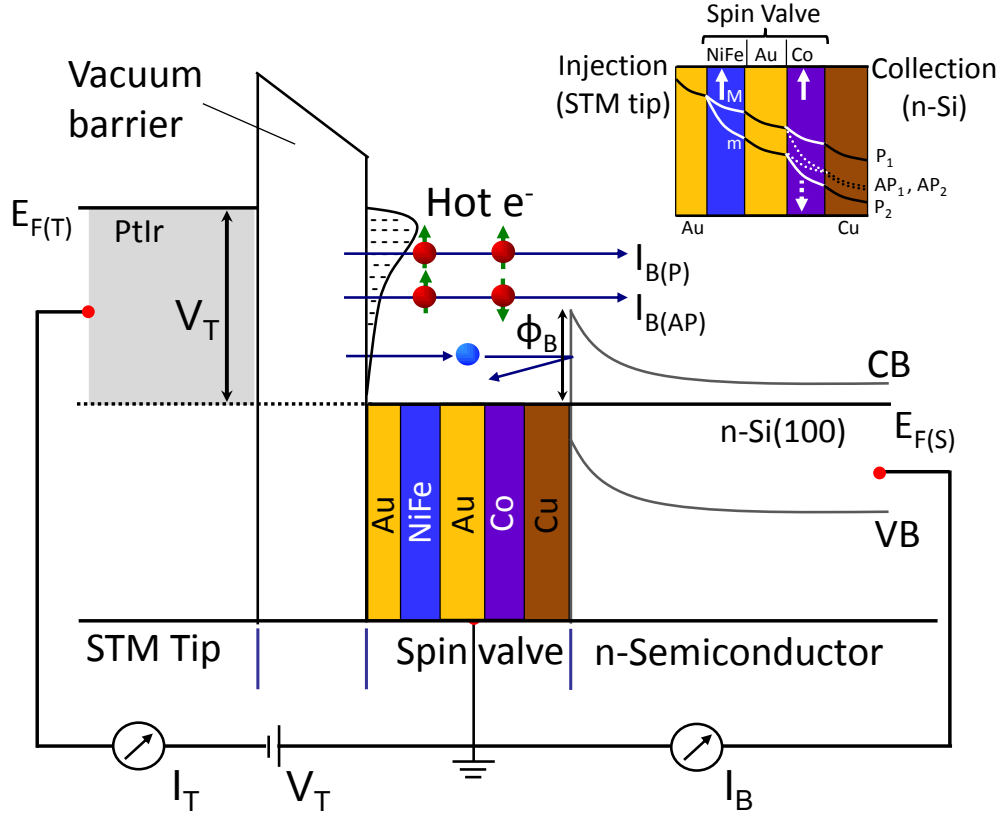 Spin Valve
NiFe Au Co
Injection
(STM tip)
Collection
(n-Si)
M
m
P1
AP1 , AP2
P2
Au
Cu
Vacuum
barrier
EF(T)
PtIr
Hot e-
IB(P)
IB(AP)
VT
ϕB
CB
n-Si(100)
EF(S)
VB
Au
NiFe
Au
Co
Cu
STM Tip
Spin valve
n-Semiconductor
IT
VT
IB